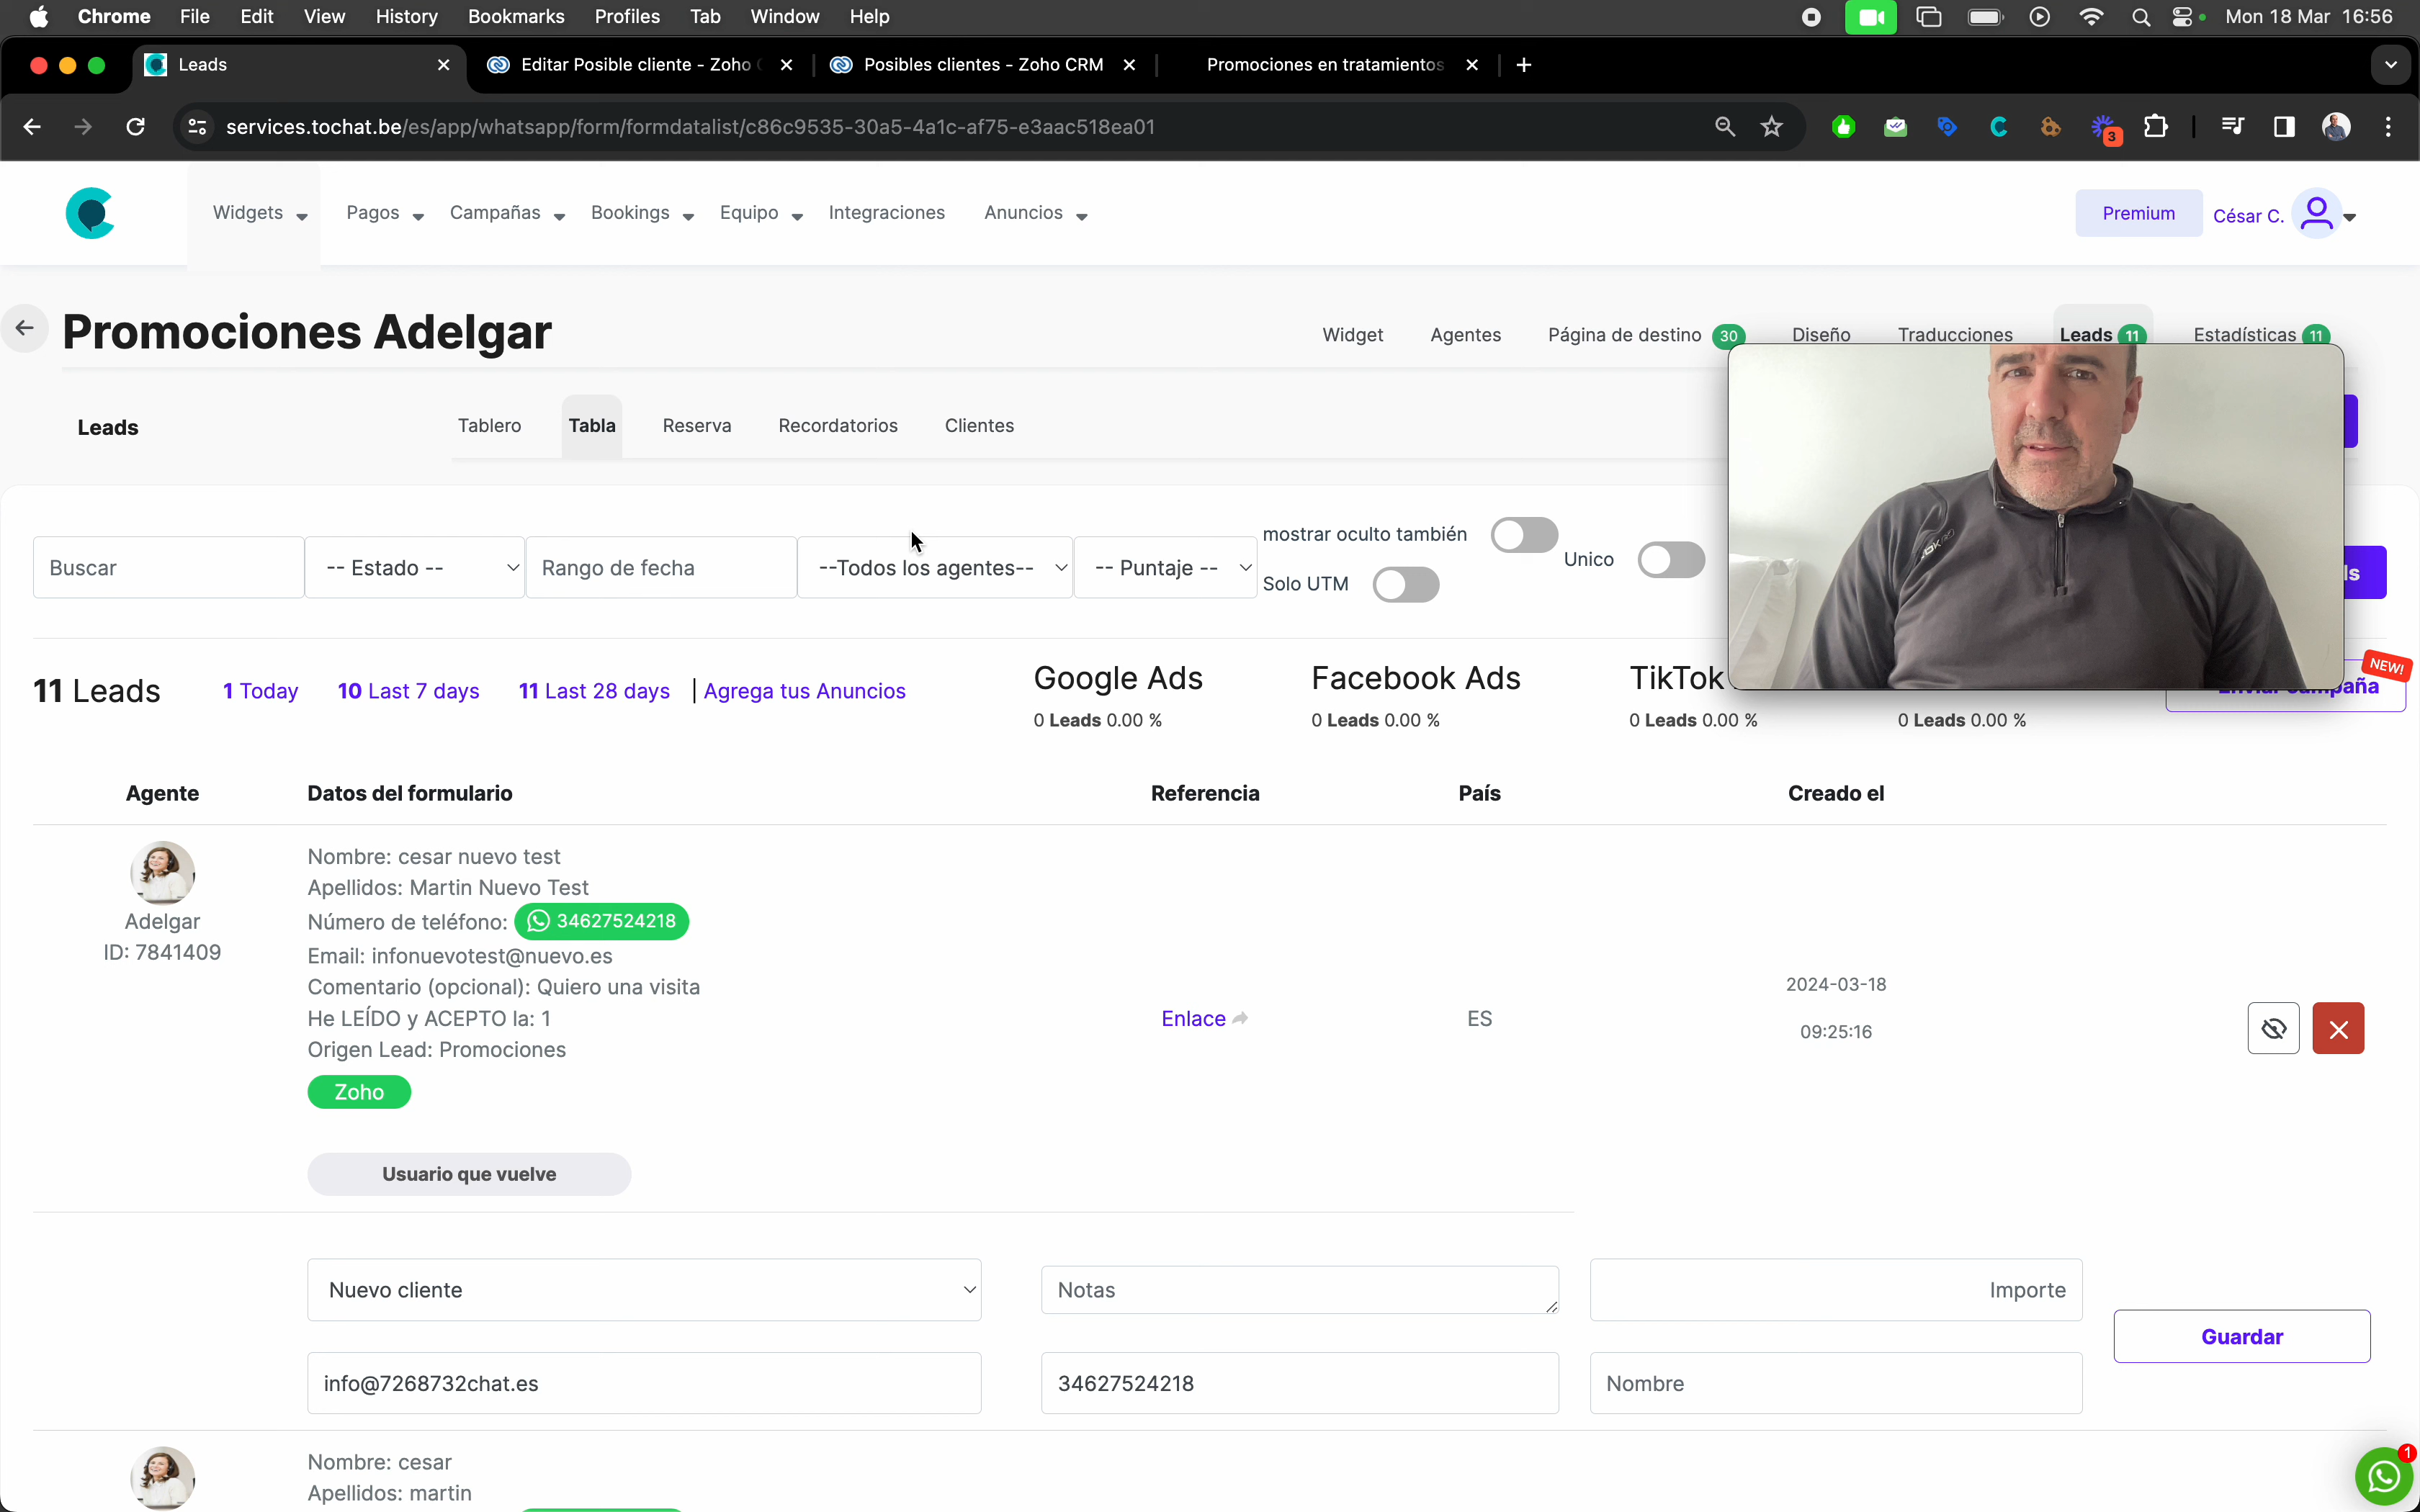 Chrome File Edit View History Bookmarks Profiles Tab Window Help Mon 18 Mar 16:56
Leads Editar Posible cliente - Zoho Posibles clientes - Zoho CRM Promociones en tratamientos
services.tochat.be/es/app/whatsapp/form/formdatalist/c86c9535-30a5-4a1c-af75-e3aac518ea01 3
Widgets Pagos Campañas Bookings Equipo Integraciones Anuncios Premium César C.
Promociones Adelgar
Widget Agentes Página de destino 30 Diseño Traducciones Leads 11 Estadísticas 11
Leads Tablero Tabla Reserva Recordatorios Clientes
mostrar oculto también
Buscar -- Estado -- Rango de fecha --Todos los agentes-- -- Puntaje -- Unico
Solo UTM
11 Leads 1 Today 10 Last 7 days 11 Last 28 days | Agrega tus Anuncios
Google Ads Facebook Ads TikTok
NEW!
0 Leads 0.00 % 0 Leads 0.00 % 0 Leads 0.00 % 0 Leads 0.00 %
Enviar campaña
Agente Datos del formulario Referencia País Creado el
Nombre: cesar nuevo test
Apellidos: Martin Nuevo Test
Adelgar Número de teléfono: 34627524218
ID: 7841409 Email: infonuevotest@nuevo.es
Comentario (opcional): Quiero una visita 2024-03-18
He LEÍDO y ACEPTO la: 1 Enlace ES
09:25:16
Origen Lead: Promociones
Zoho
Usuario que vuelve
Nuevo cliente Notas Importe
Guardar
info@7268732chat.es 34627524218 Nombre
Nombre: cesar
Apellidos: martin
1